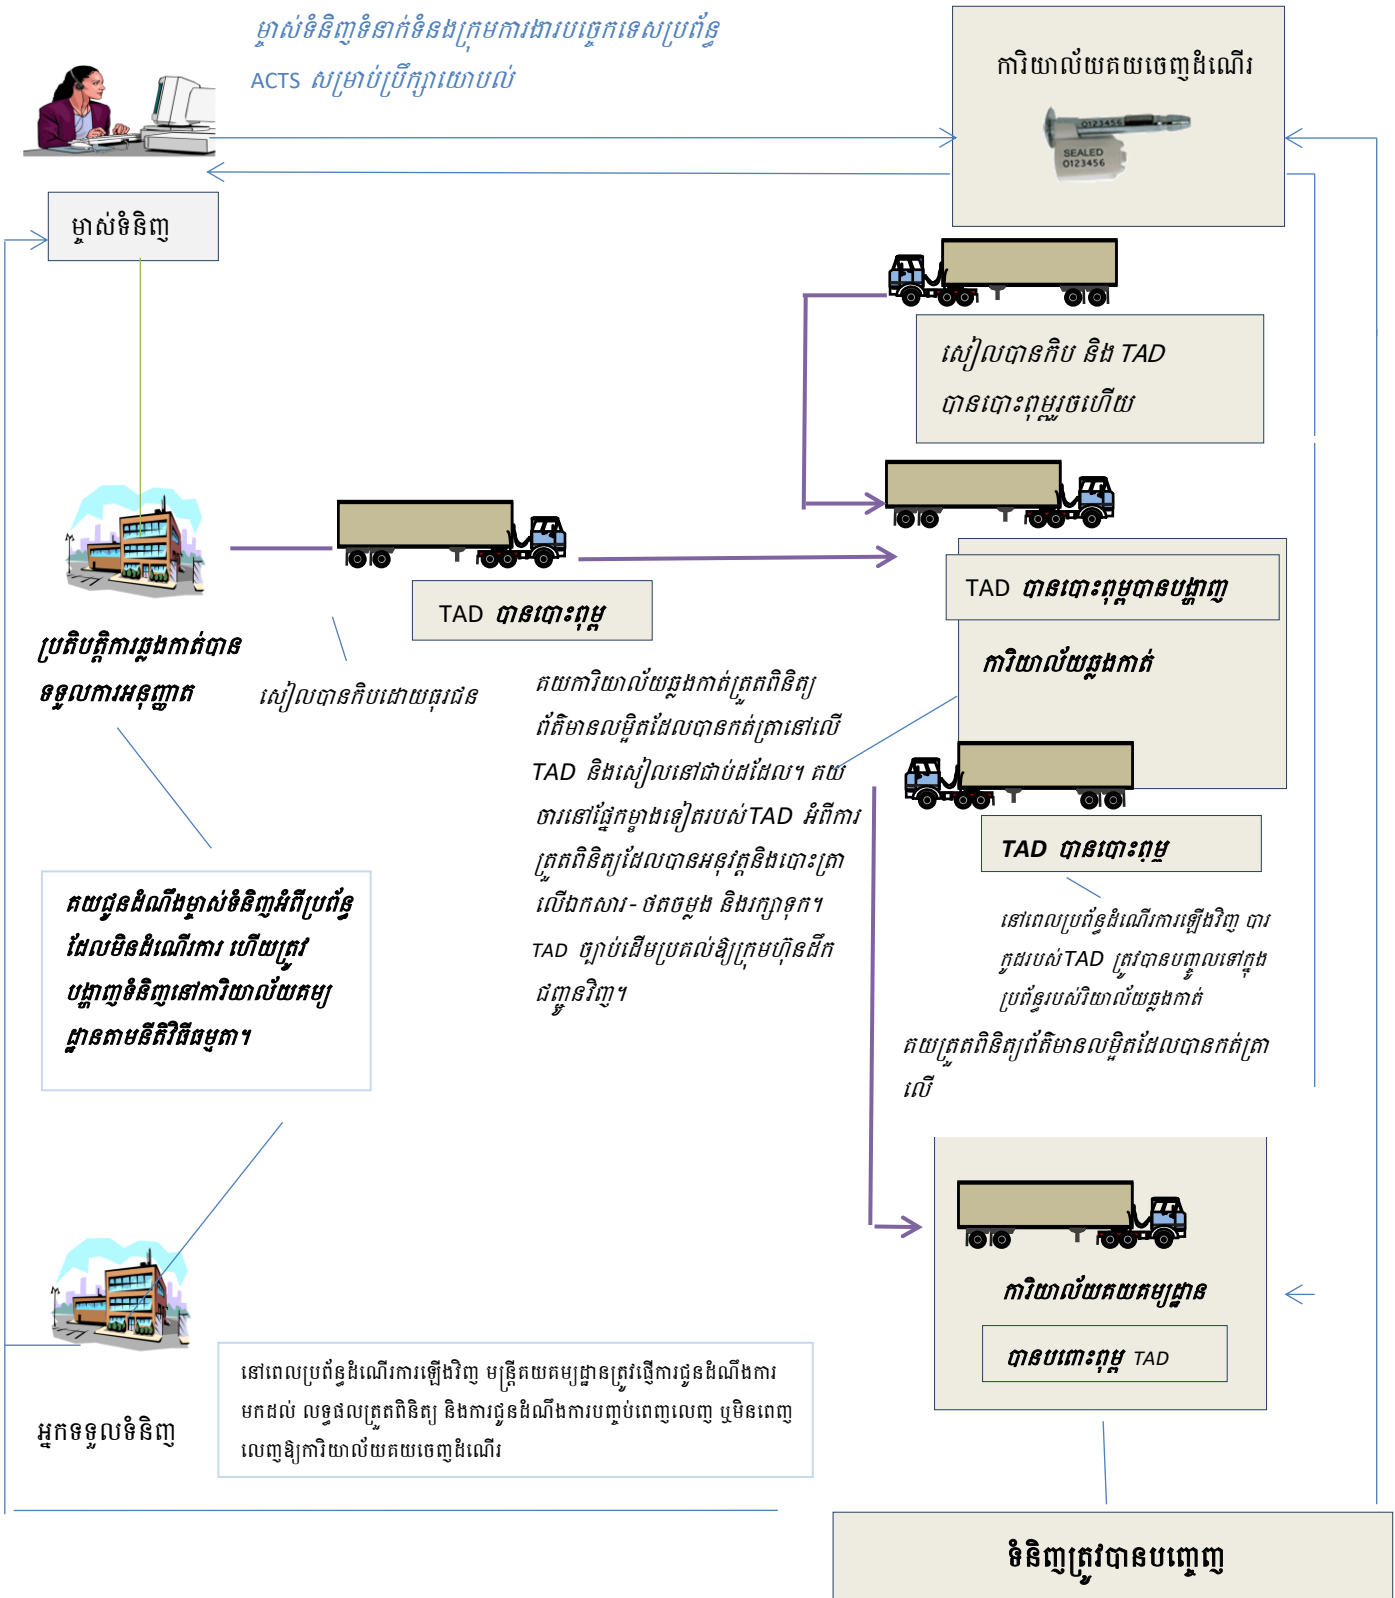 ម្ចាស់ទំនិញទំនាក់ទំនងក្រុមការងារបច្ចេកទេសប្រព័ន្ធ
ACTS សម្រាប់ប្រឹក្សាយោបល់
ការិយាល័យគយចេញដំណើរ
0123456
SEALED
0123456
ម្ចាស់ទំនិញ
សៀលបានកិប និង TAD
បានបោះពុម្ពរួចហើយ
TAD បានបោះពុម្ព
TAD បានបោះពុម្ពបានបង្ហាញ
ការិយាល័យឆ្លងកាត់
ប្រតិបត្តិការឆ្លងកាត់បាន
ទទួលការអនុញ្ញាត
សៀលបានកិបដោយធុរជន
គយការិយាល័យឆ្លងកាត់ត្រួតពិនិត្យ
ព័ត៌មានលម្អិតដែលបានកត់ត្រានៅលើ
TAD និងសៀលនៅជាប់ដដែល។ គយ
ចារនៅផ្នែកម្ខាងទៀតរបស់TAD អំពីការ
ត្រួតពិនិត្យដែលបានអនុវត្តនិងបោះត្រា
លើឯកសារ- ថតចម្លង និងរក្សាទុក។
TAD ច្បាប់ដើមប្រគល់ឱ្យក្រុមហ៊ុនដឹក
ជញ្ជូនវិញ។
TAD បានបោះពុម្ព
នៅពេលប្រព័ន្ធដំណើរការឡើងវិញ បារ
កូដរបស់TAD ត្រូវបានបញ្ចូលទៅក្នុង
ប្រព័ន្ធរបស់រិយាល័យឆ្លងកាត់
គយត្រួតពិនិត្យព័ត៌មានលម្អិតដែលបានកត់ត្រា
លើ
គយជូនដំណឹងម្ចាស់ទំនិញអំពីប្រព័ន្ធ
ដែលមិនដំណើរការ ហើយត្រូវ
បង្ហាញទំនិញនៅការិយាល័យគម្យ
ដ្ឋានតាមនីតិវិធីធម្មតា។
ការិយាល័យគយគម្យដ្ឋាន
បានបពោះពុម្ព TAD
អ្នកទទួលទំនិញ
នៅពេលប្រព័ន្ធដំណើរការឡើងវិញ មន្ត្រីគយគម្យដ្ឋានត្រូវផ្ញើការជូនដំណឹងការ
មកដល់ លទ្ធផលត្រួតពិនិត្យ និងការជូនដំណឹងការបញ្ចប់ពេញលេញ ឬមិនពេញ
លេញឱ្យការិយាល័យគយចេញដំណើរ
ទំនិញត្រូវបានបញ្ចេញ